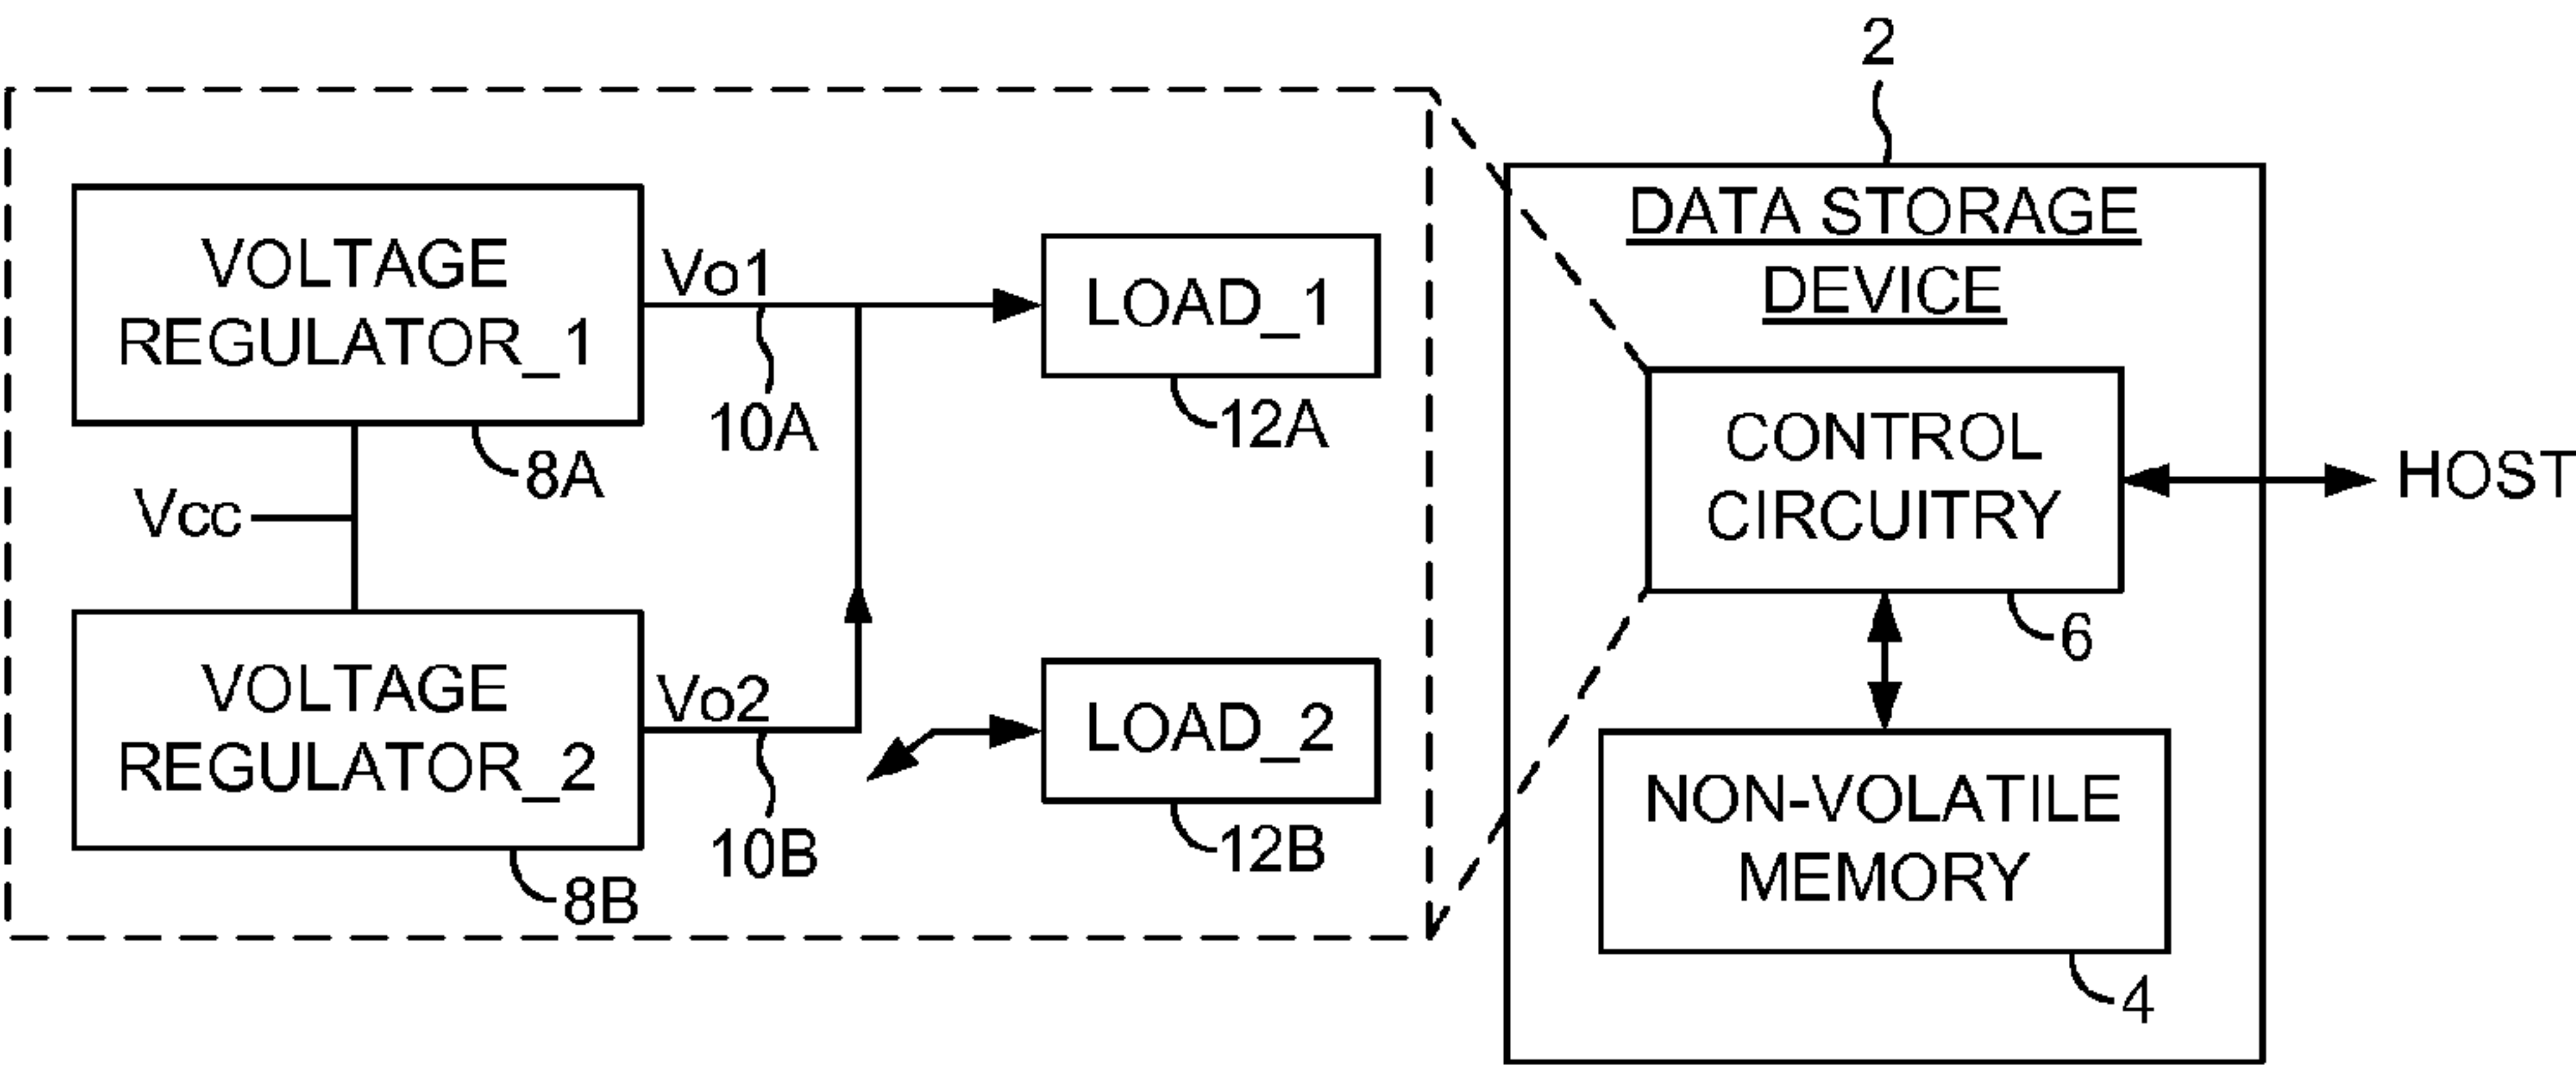 2
DATA STORAGE
DEVICE
VOLTAGE
REGULATOR_1
Vo1
LOAD_1
10A
12A
8A
Vcc
CONTROL
CIRCUITRY
HOST
6
VOLTAGE
REGULATOR_2
Vo2
LOAD_2
10B
12B
8B
NON-VOLATILE
MEMORY
4